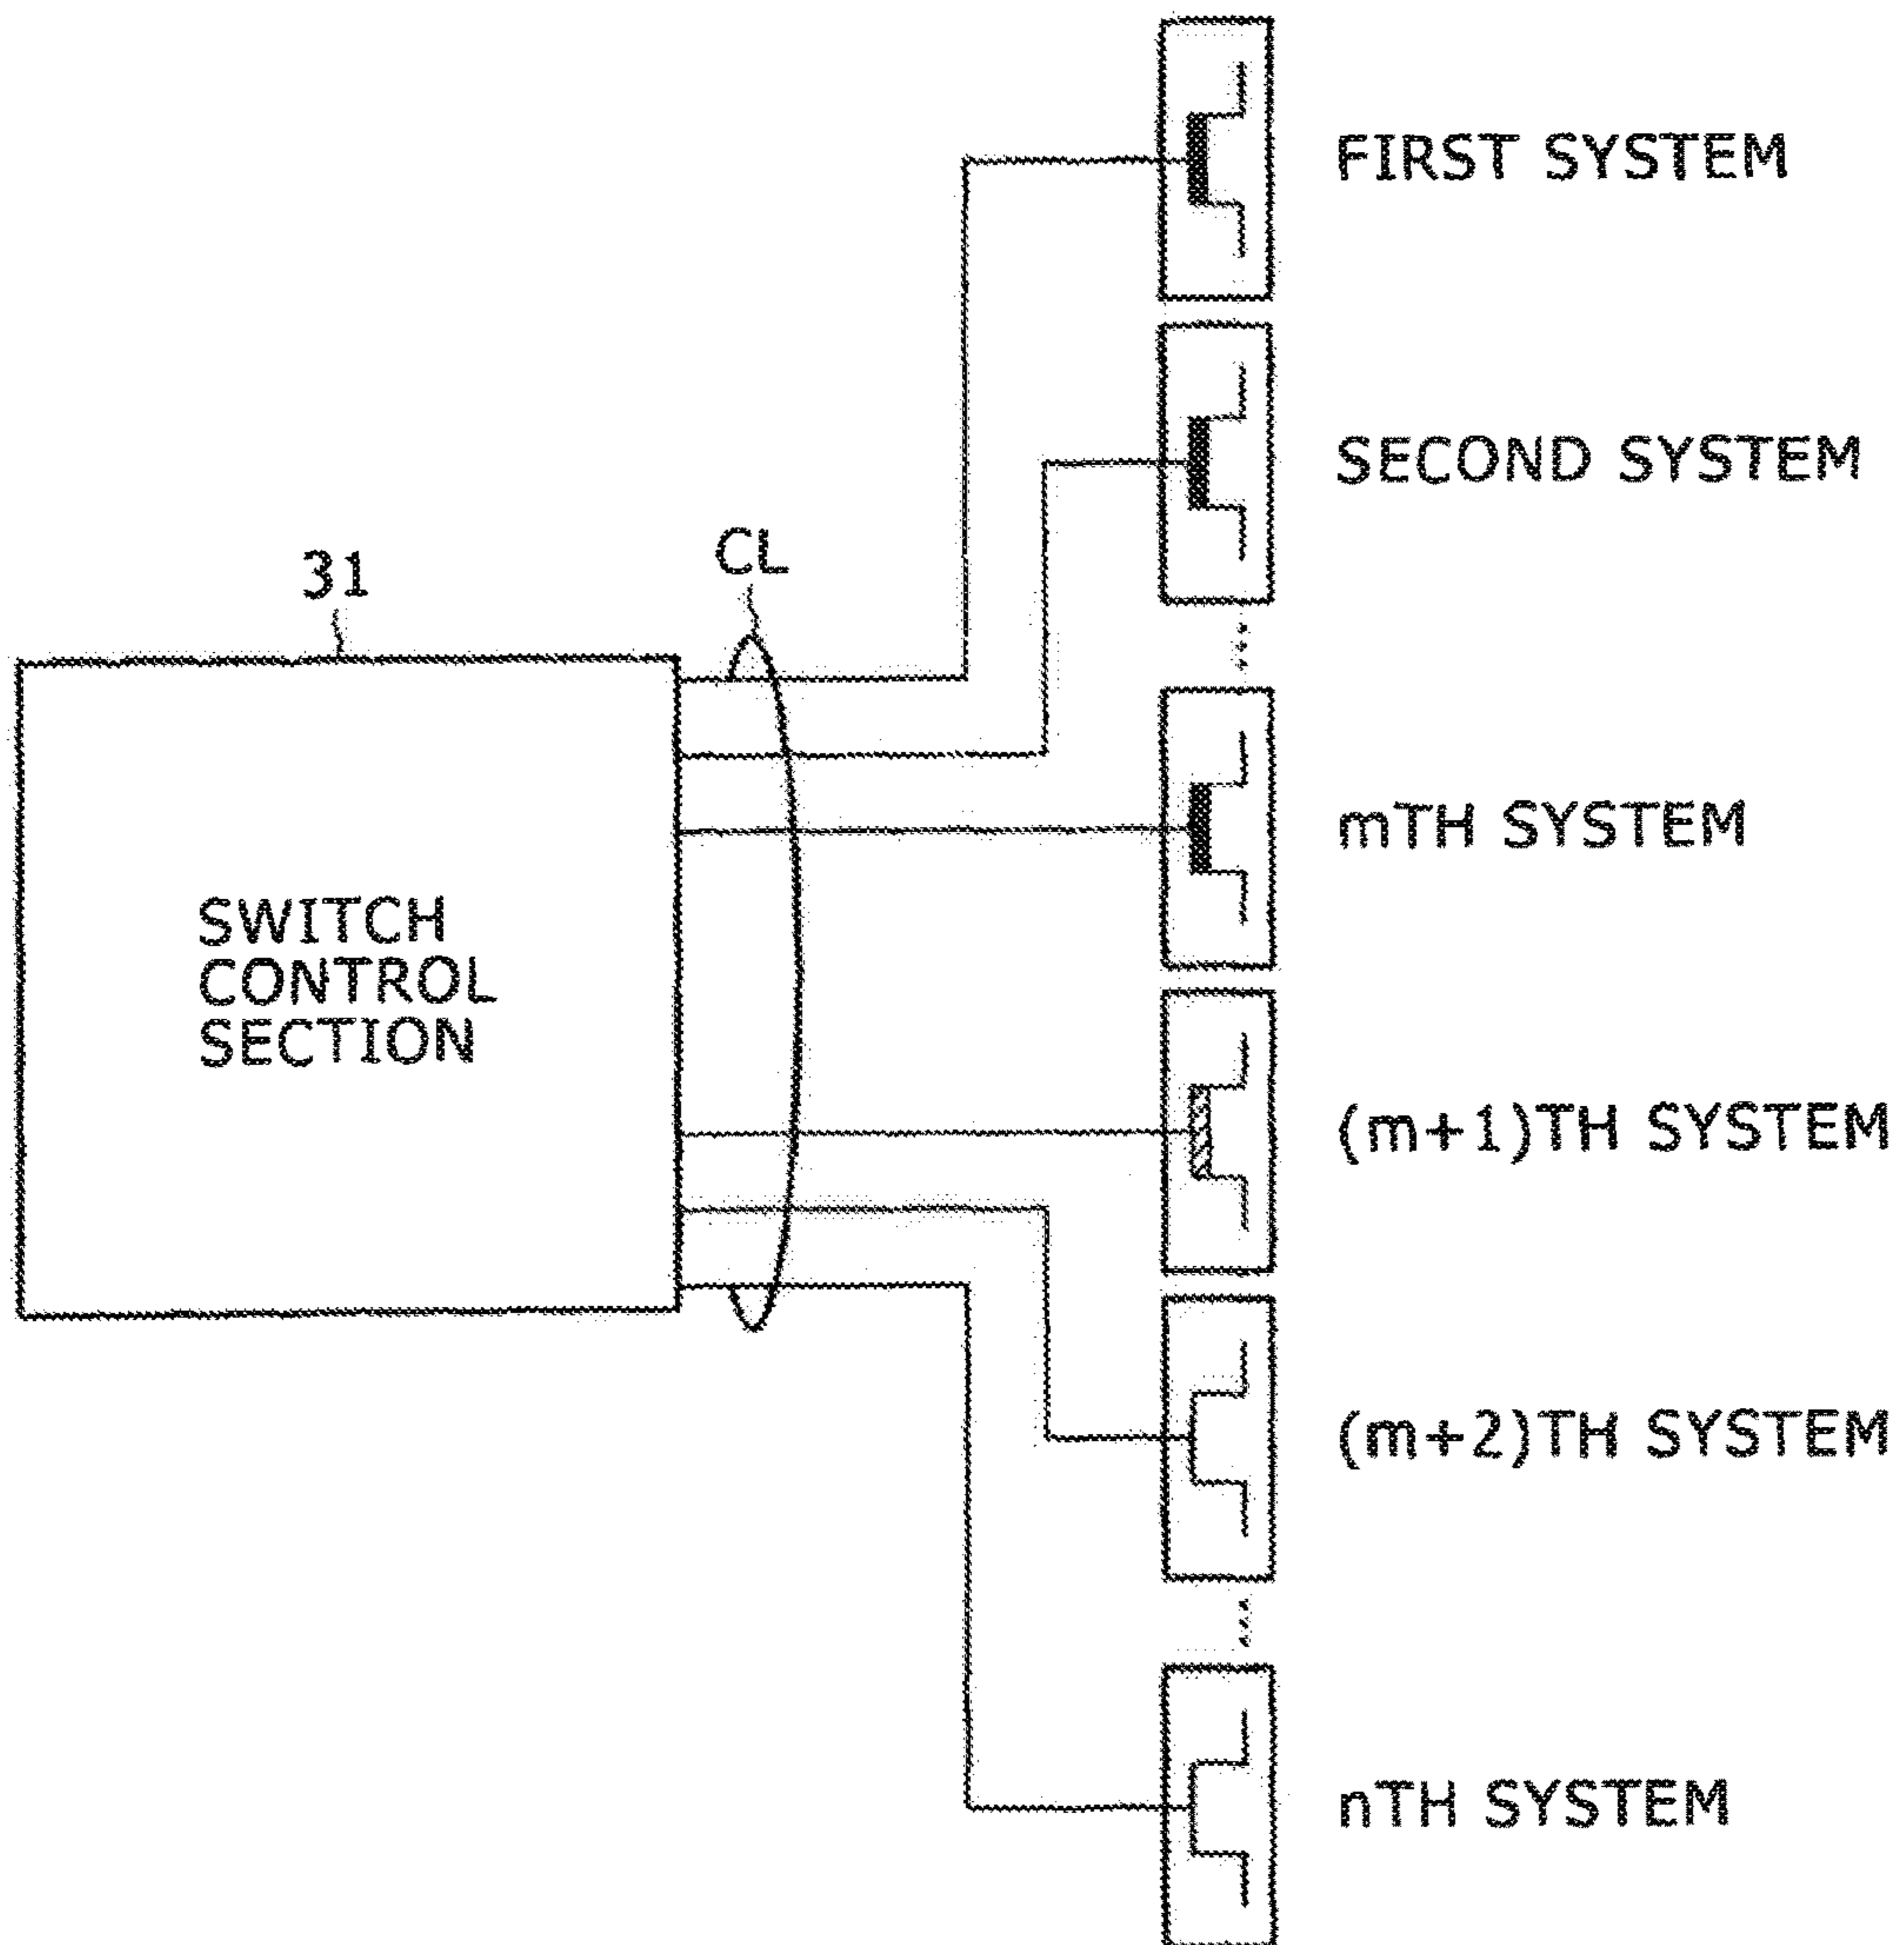 FIRST SYSTEM
SECOND SYSTEM
CL
31
mTH SYSTEM
SWITCH
CONTROL
SECTION
(m+1)TH SYSTEM
(m+2)TH SYSTEM
nTH SYSTEM